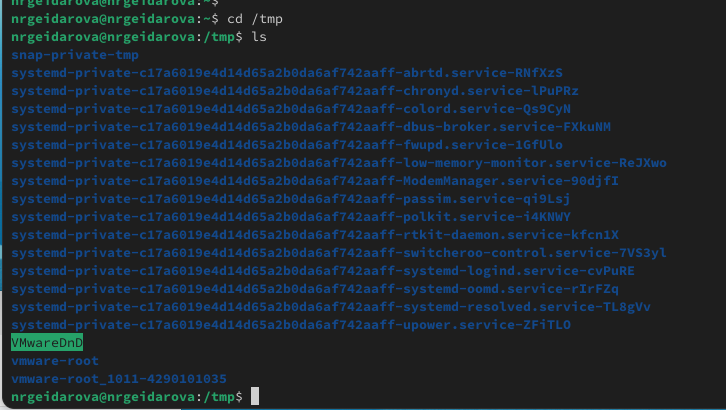 nrgeidarova@nrgeidarova:~$
nrgeidarova@nrgeidarova:~$ cd /tmp
nrgeidarova@nrgeidarova:/tmp$ ls
snap-private-tmp
systemd-private-c17a6019e4d14d65a2b0da6af742aaff-abrtd.service-RNfXzS
systemd-private-c17a6019e4d14d65a2b0da6af742aaff-chronyd.service-lPuPRz
systemd-private-c17a6019e4d14d65a2b0da6af742aaff-colord.service-Qs9CyN
systemd-private-c17a6019e4d14d65a2b0da6af742aaff-dbus-broker.service-FXkuNM
systemd-private-c17a6019e4d14d65a2b0da6af742aaff-fwupd.service-1GfUlo
systemd-private-c17a6019e4d14d65a2b0da6af742aaff-low-memory-monitor.service-ReJXwo
systemd-private-c17a6019e4d14d65a2b0da6af742aaff-ModemManager.service-90djfI
systemd-private-c17a6019e4d14d65a2b0da6af742aaff-passim.service-qi9Lsj
systemd-private-c17a6019e4d14d65a2b0da6af742aaff-polkit.service-i4KNWY
systemd-private-c17a6019e4d14d65a2b0da6af742aaff-rtkit-daemon.service-kfcn1X
systemd-private-c17a6019e4d14d65a2b0da6af742aaff-switcheroo-control.service-7VS3yl
systemd-private-c17a6019e4d14d65a2b0da6af742aaff-systemd-logind.service-cvPuRE
systemd-private-c17a6019e4d14d65a2b0da6af742aaff-systemd-oomd.service-rIrFZq
systemd-private-c17a6019e4d14d65a2b0da6af742aaff-systemd-resolved.service-TL8gVv
systemd-private-c17a6019e4d14d65a2b0da6af742aaff-upower.service-ZFiTLO
VMwareDnD
vmware-root
vmware-root_1011-4290101035
nrgeidarova@nrgeidarova:/tmp$